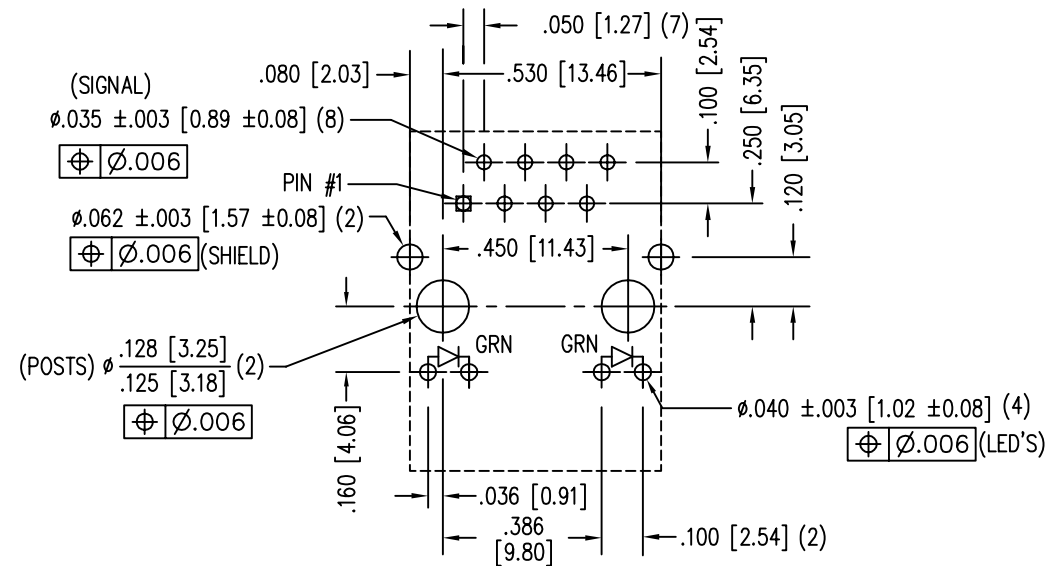 .050 [1.27] (7)
.080 [2.03]
.530 [13.46]
.100 [2.54]
.250 [6.35]
.120 [3.05]
(SIGNAL)
ø.035 ±.003 [0.89 ±0.08] (8)
⌖ Ø.006
PIN #1
ø.062 ±.003 [1.57 ±0.08] (2)
⌖ Ø.006 (SHIELD)
.450 [11.43]
GRN
GRN
(POSTS) ø .128 [3.25]
.125 [3.18] (2)
⌖ Ø.006
ø.040 ±.003 [1.02 ±0.08] (4)
⌖ Ø.006 (LED'S)
.160 [4.06]
.036 [0.91]
.386
[9.80]
.100 [2.54] (2)